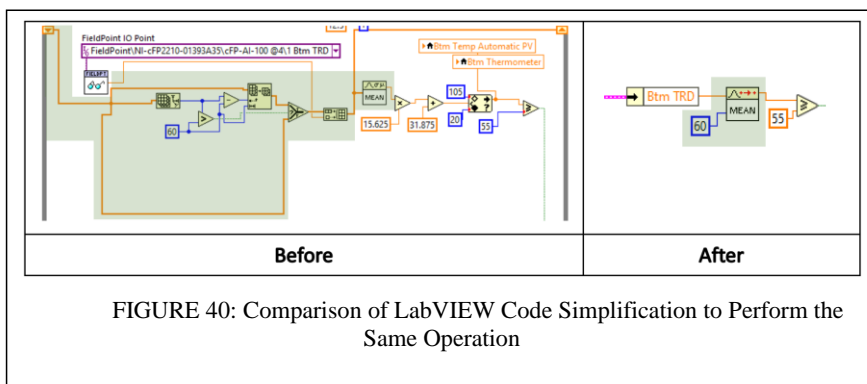 FieldPoint IO Point
FieldPoint\NI-cFP2210-01393A35\cFP-AI-100 @4\1 Btm TRD
FIELDPT
Btm Temp Automatic PV
Btm Thermometer
MEAN
60
15.625
31.875
105
20
55
Btm TRD
60
MEAN
55
Before
After
FIGURE 40: Comparison of LabVIEW Code Simplification to Perform the
Same Operation